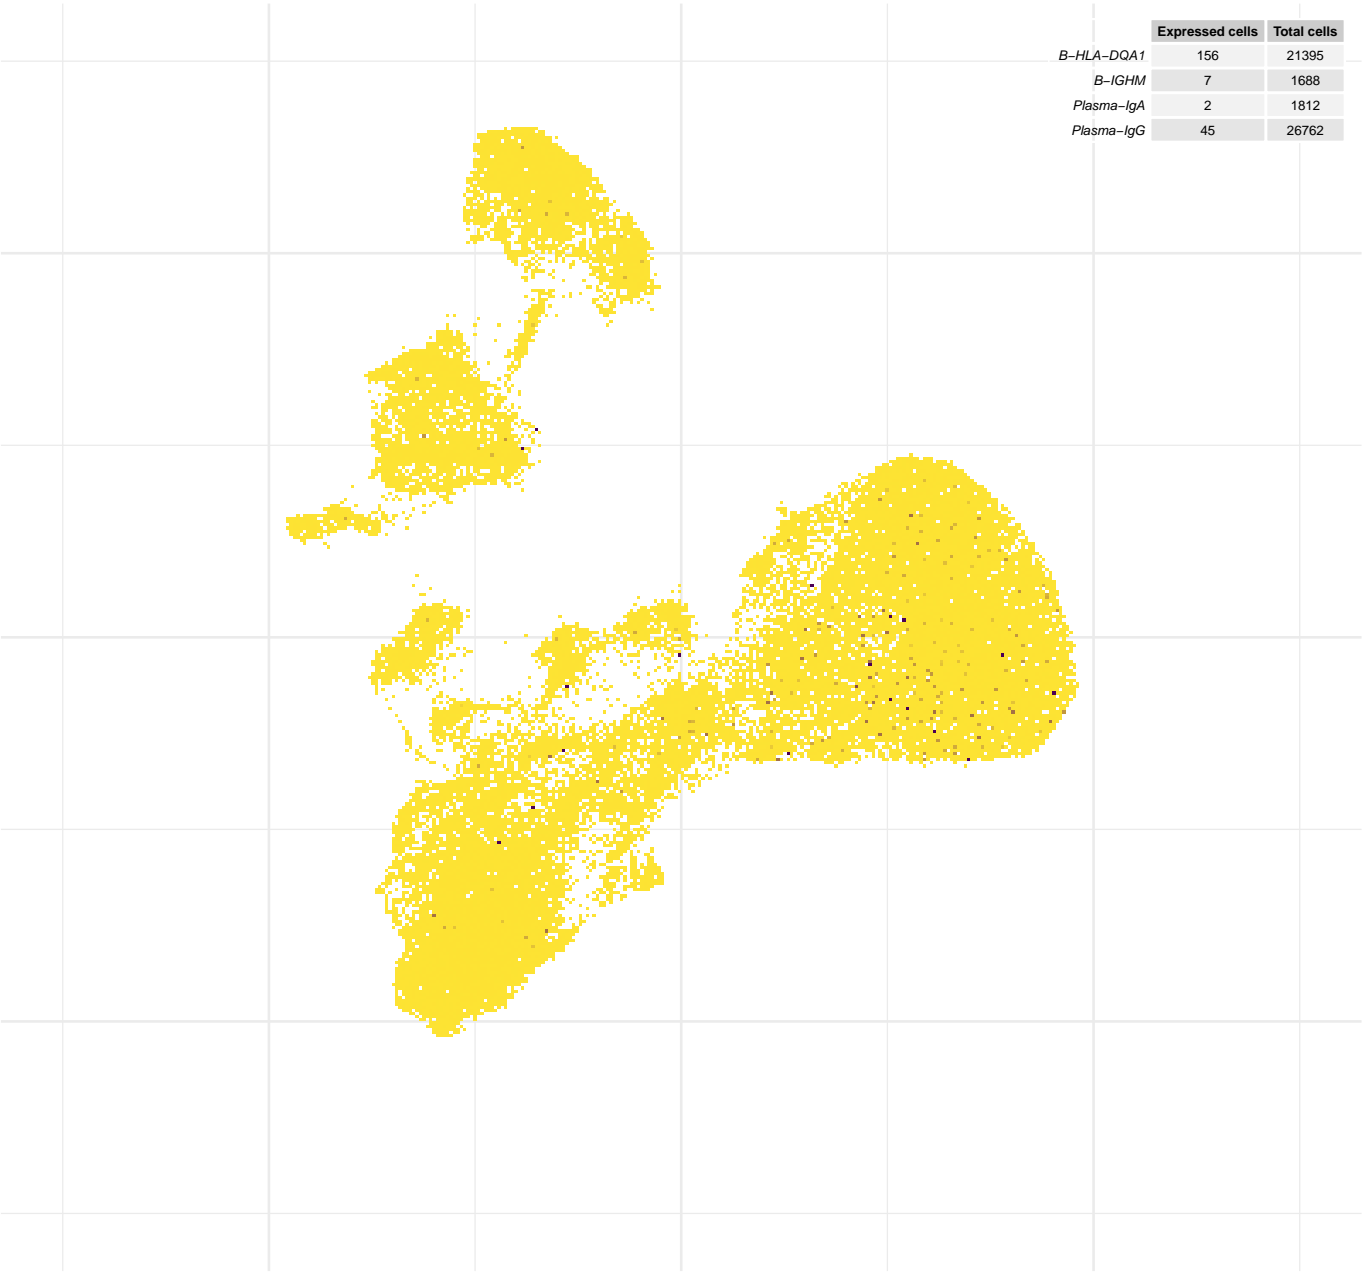 Expressed cells Total cells
B−HLA−DQA1 156 21395
B−IGHM 7 1688
Plasma−IgA 2 1812
Plasma−IgG 45 26762